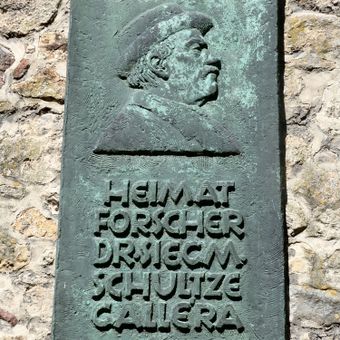 HEIMAT
FORSCHER
DR·SIEGM·
SCHULTZE
GALLERA